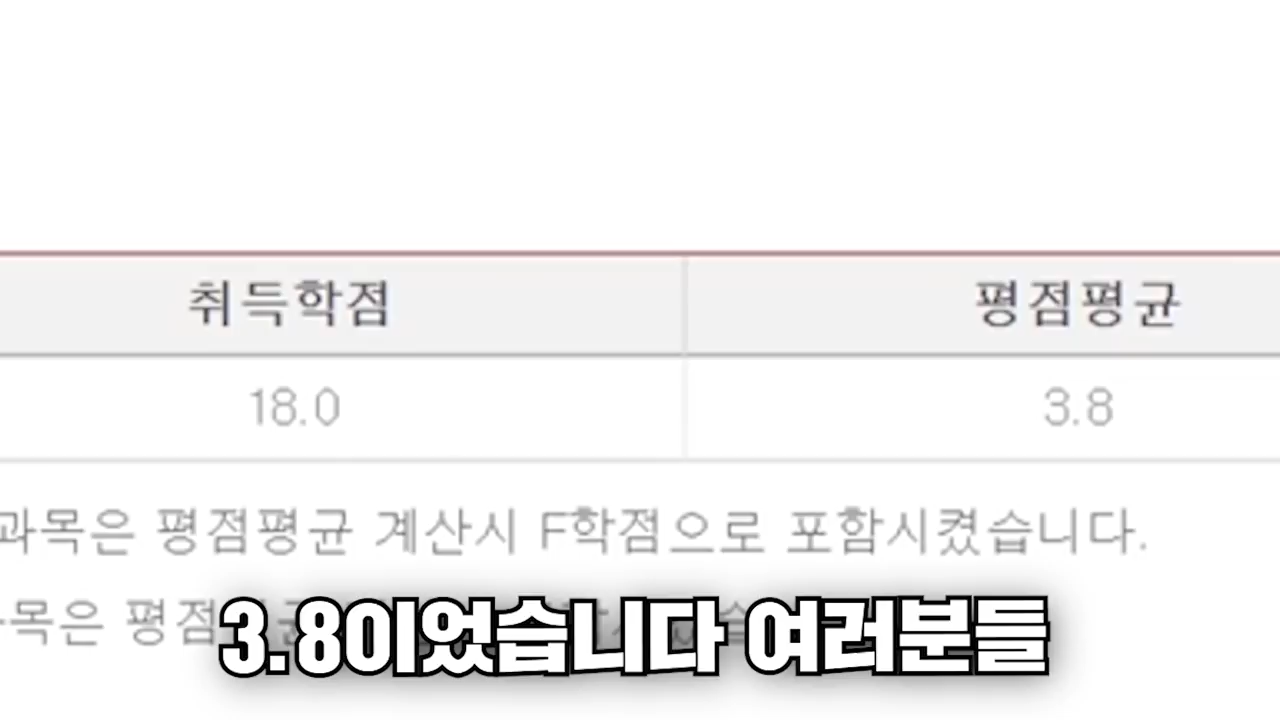 취득학점 평점평균
18.0 3.8
과목은 평점평균 계산시 F학점으로 포함시켰습니다.
목은 평점
3.8이었습니다 여러분들